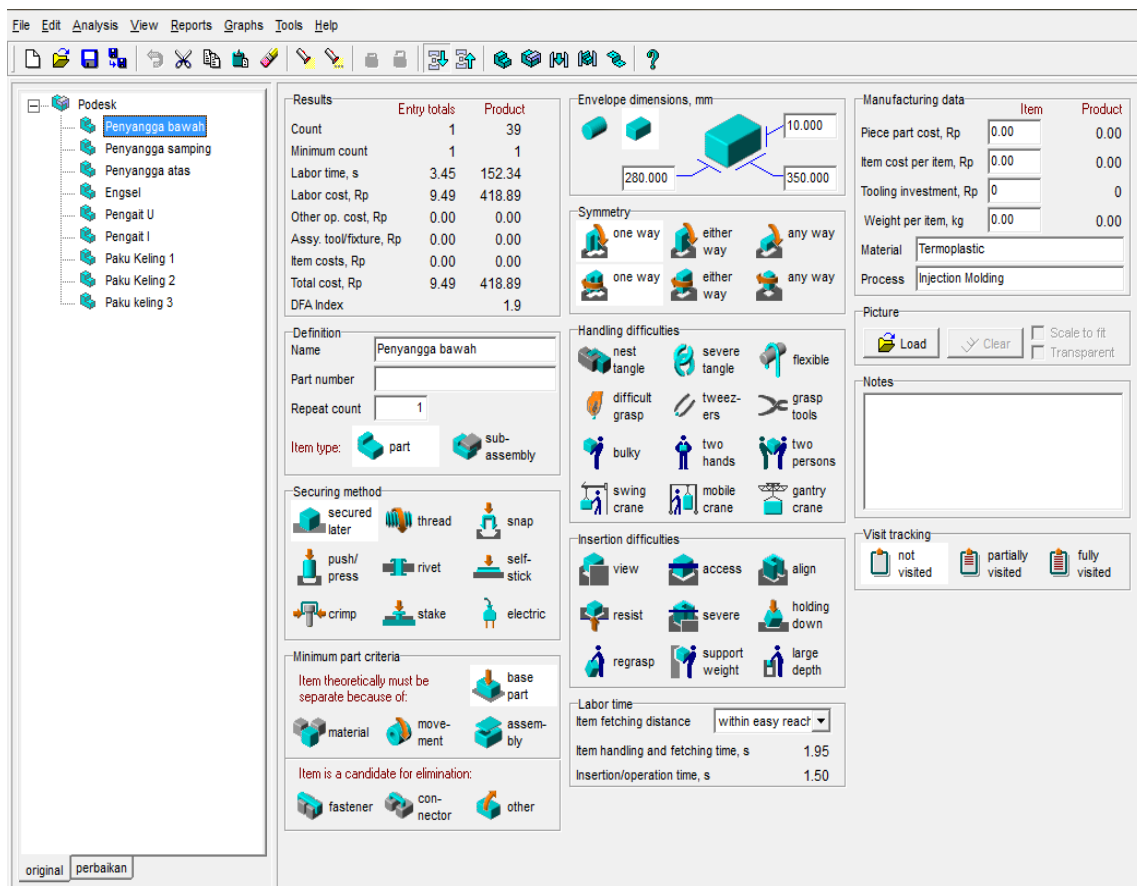 File Edit Analysis View Reports Graphs Tools Help
Podesk
Penyangga bawah
Penyangga samping
Penyangga atas
Engsel
Pengait U
Pengait I
Paku Keling 1
Paku Keling 2
Paku keling 3
original perbaikan
Results
Entry totals Product
Count 1 39
Minimum count 1 1
Labor time, s 3.45 152.34
Labor cost, Rp 9.49 418.89
Other op. cost, Rp 0.00 0.00
Assy. tool/fixture, Rp 0.00 0.00
Item costs, Rp 0.00 0.00
Total cost, Rp 9.49 418.89
DFA Index 1.9
Definition
Name Penyangga bawah
Part number
Repeat count 1
Item type: part sub-
assembly
Securing method
secured
later
thread
snap
push/
press
rivet
self-
stick
crimp
stake
electric
Minimum part criteria
Item theoretically must be
separate because of:
base
part
material
move-
ment
assem-
bly
Item is a candidate for elimination:
fastener
con-
nector
other
Envelope dimensions, mm
10.000
280.000 350.000
Symmetry
one way
either
way
any way
one way
either
way
any way
Handling difficulties
nest
tangle
severe
tangle
flexible
difficult
grasp
tweez-
ers
grasp
tools
bulky
two
hands
two
persons
swing
crane
mobile
crane
gantry
crane
Insertion difficulties
view
access
align
resist
severe
holding
down
regrasp
support
weight
large
depth
Labor time
Item fetching distance within easy reach
Item handling and fetching time, s 1.95
Insertion/operation time, s 1.50
Manufacturing data
Item Product
Piece part cost, Rp 0.00 0.00
Item cost per item, Rp 0.00 0.00
Tooling investment, Rp 0 0
Weight per item, kg 0.00 0.00
Material Termoplastic
Process Injection Molding
Picture
Load Clear
Scale to fit
Transparent
Notes
Visit tracking
not
visited
partially
visited
fully
visited